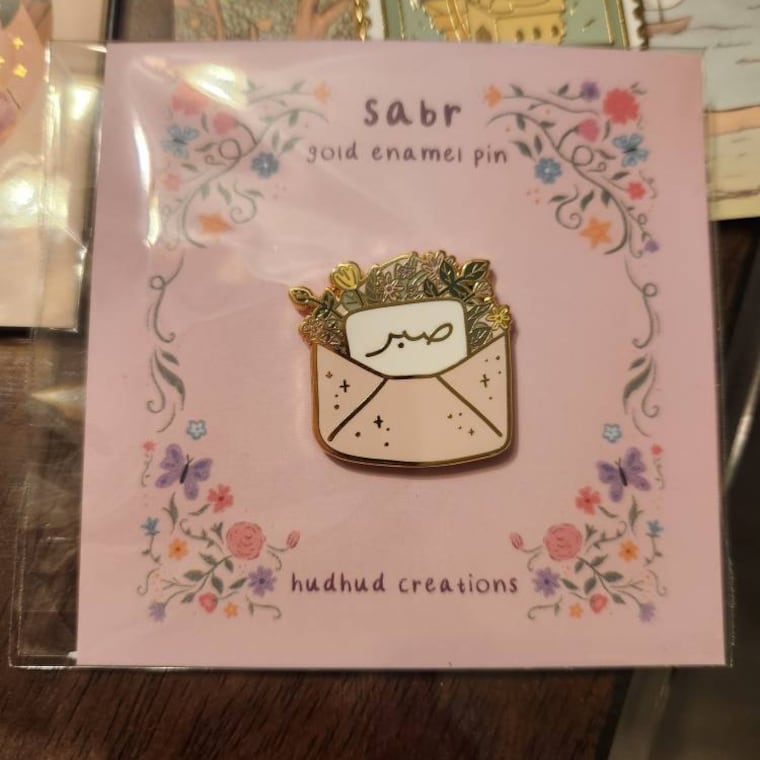 sabr
gold enamel pin
صبر
hudhud creations